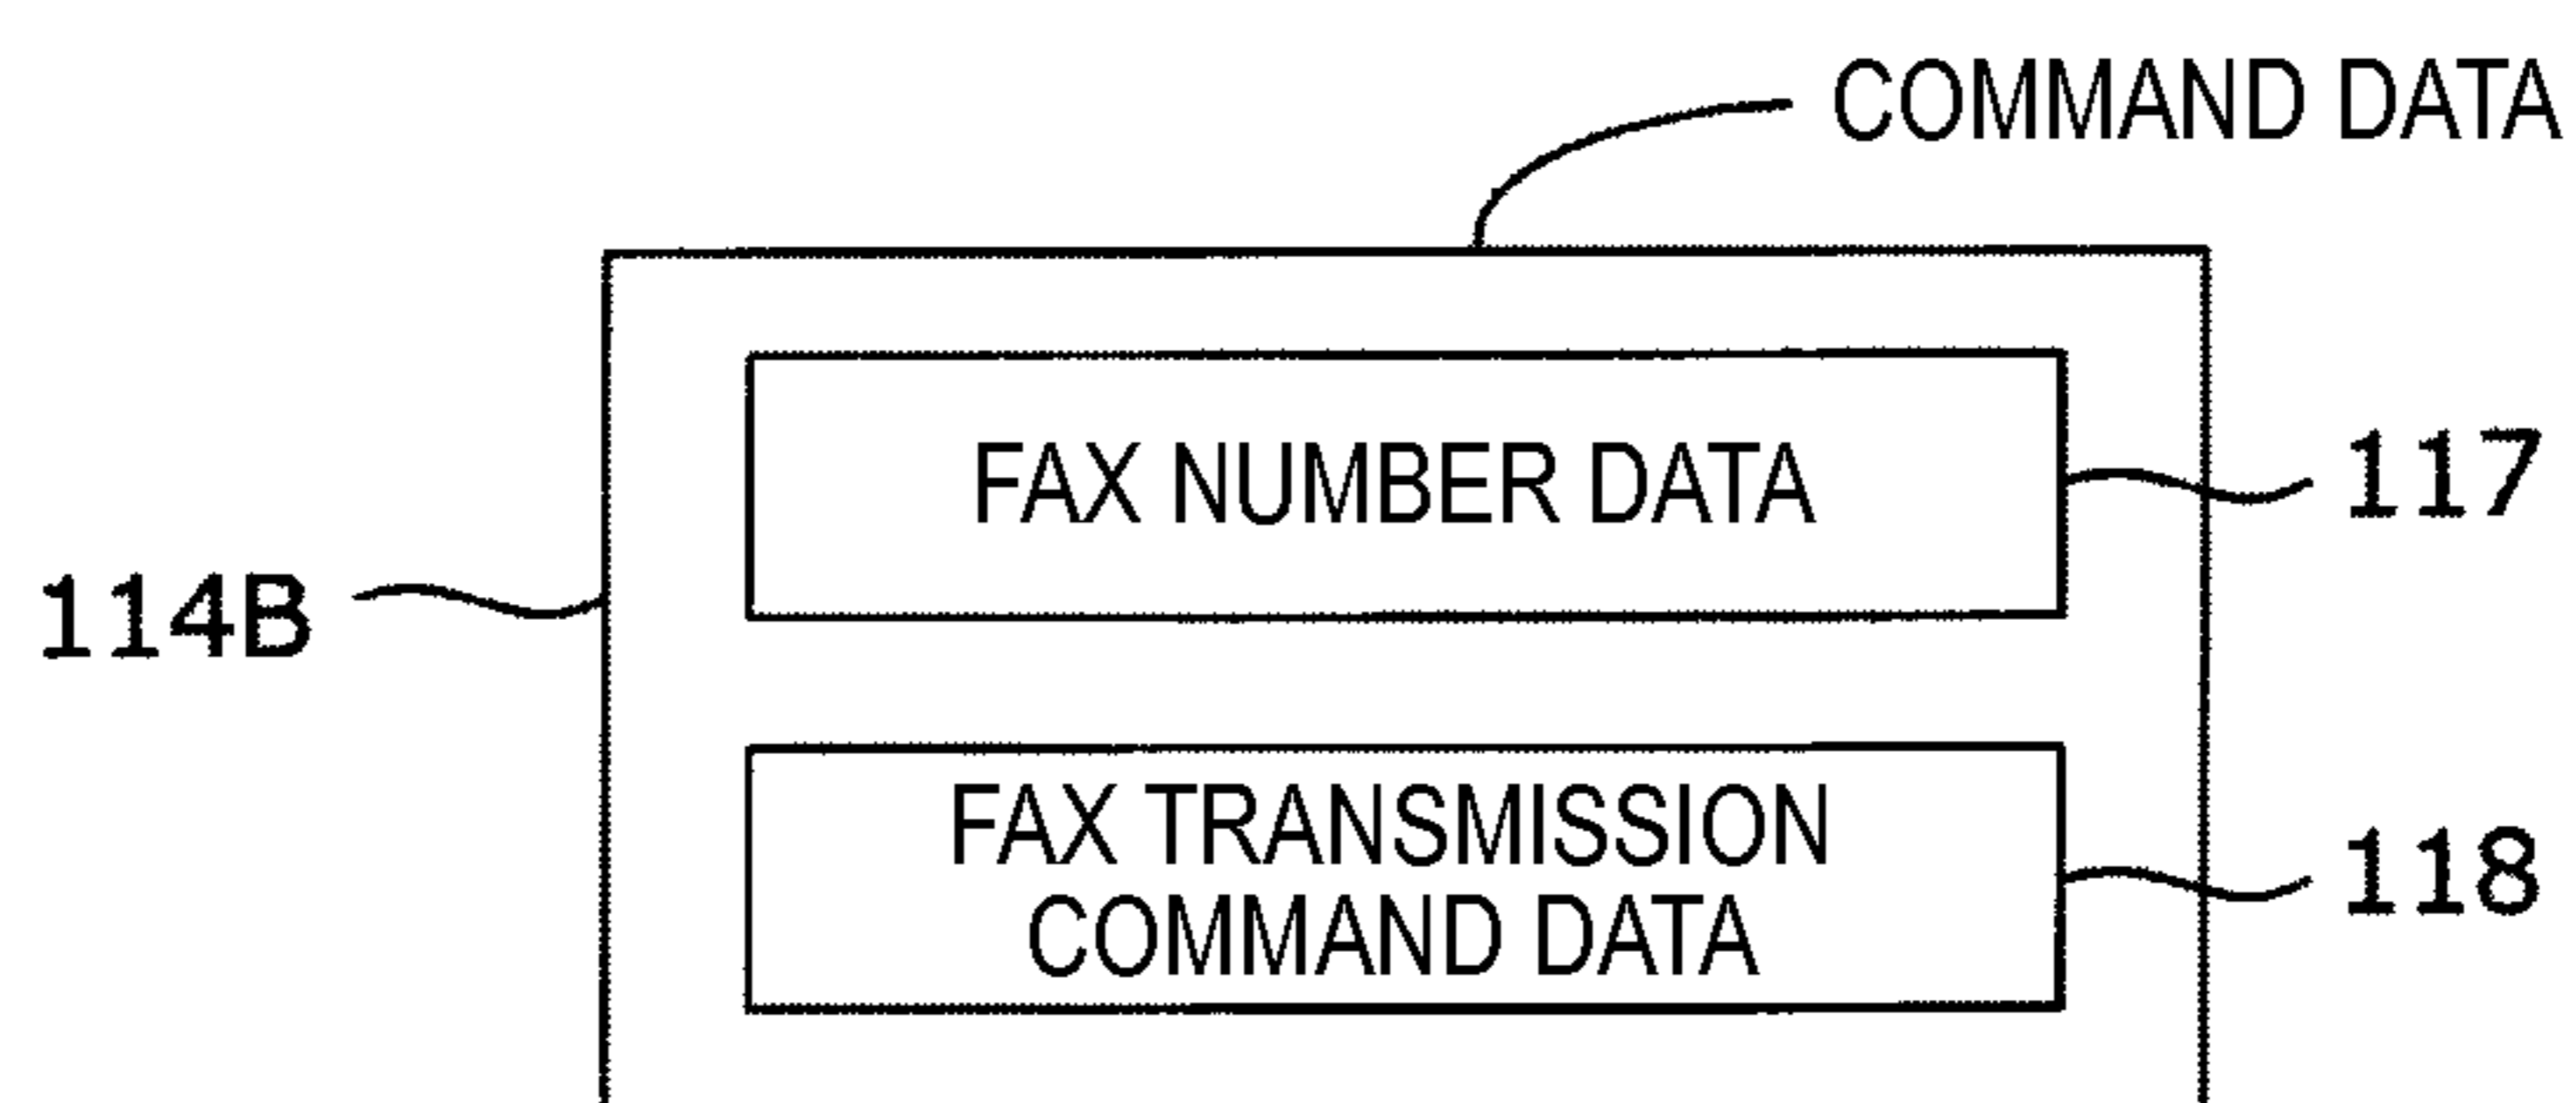 COMMAND DATA
FAX NUMBER DATA
117
114B
FAX TRANSMISSION
COMMAND DATA
118